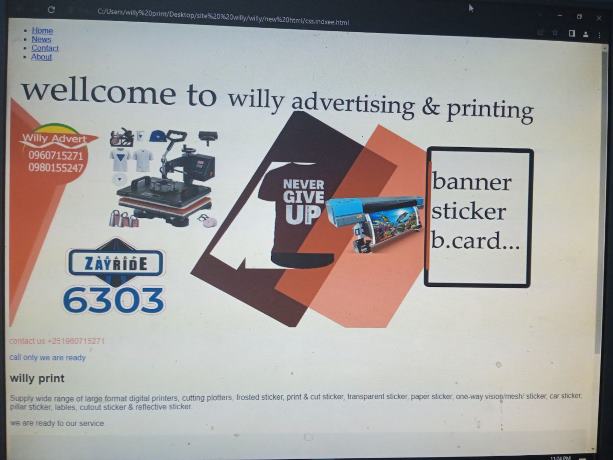 C:/Users/willy%20print/Desktop/site%20%20willy/willy/new%20html/css.indxee.html
Home
News
Contact
About
wellcome to willy advertising & printing
Willy Advert
0960715271
0980155247
NEVER
GIVE
UP
banner
sticker
b.card...
ZAYRIDE
6303
contact us +251960715271
call only we are ready
willy print
Supply wide range of large format digital printers, cutting plotters, frosted sticker, print & cut sticker, transparent sticker, paper sticker, one-way vision/mesh/ sticker, car sticker,
pillar sticker, lables, cutout sticker & reflective sticker.
we are ready to our service